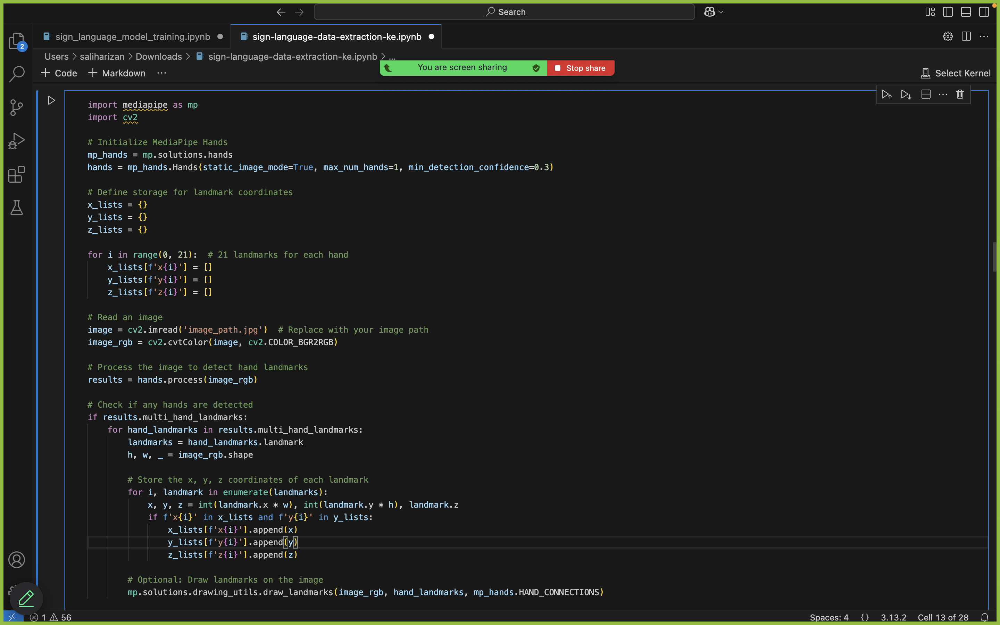 Search
2
sign_language_model_training.ipynb
sign-language-data-extraction-ke.ipynb
Users > saliharizan > Downloads > sign-language-data-extraction-ke.ipynb > ...
You are screen sharing
Stop share
+ Code + Markdown ...
Select Kernel
import mediapipe as mp
import cv2
# Initialize MediaPipe Hands
mp_hands = mp.solutions.hands
hands = mp_hands.Hands(static_image_mode=True, max_num_hands=1, min_detection_confidence=0.3)
# Define storage for landmark coordinates
x_lists = {}
y_lists = {}
z_lists = {}
for i in range(0, 21):  # 21 landmarks for each hand
    x_lists[f'x{i}'] = []
    y_lists[f'y{i}'] = []
    z_lists[f'z{i}'] = []
# Read an image
image = cv2.imread('image_path.jpg')  # Replace with your image path
image_rgb = cv2.cvtColor(image, cv2.COLOR_BGR2RGB)
# Process the image to detect hand landmarks
results = hands.process(image_rgb)
# Check if any hands are detected
if results.multi_hand_landmarks:
    for hand_landmarks in results.multi_hand_landmarks:
        landmarks = hand_landmarks.landmark
        h, w, _ = image_rgb.shape
        # Store the x, y, z coordinates of each landmark
        for i, landmark in enumerate(landmarks):
            x, y, z = int(landmark.x * w), int(landmark.y * h), landmark.z
            if f'x{i}' in x_lists and f'y{i}' in y_lists:
                x_lists[f'x{i}'].append(x)
                y_lists[f'y{i}'].append(y)
                z_lists[f'z{i}'].append(z)
        # Optional: Draw landmarks on the image
        mp.solutions.drawing_utils.draw_landmarks(image_rgb, hand_landmarks, mp_hands.HAND_CONNECTIONS)
1 56
Spaces: 4 {} 3.13.2 Cell 13 of 28